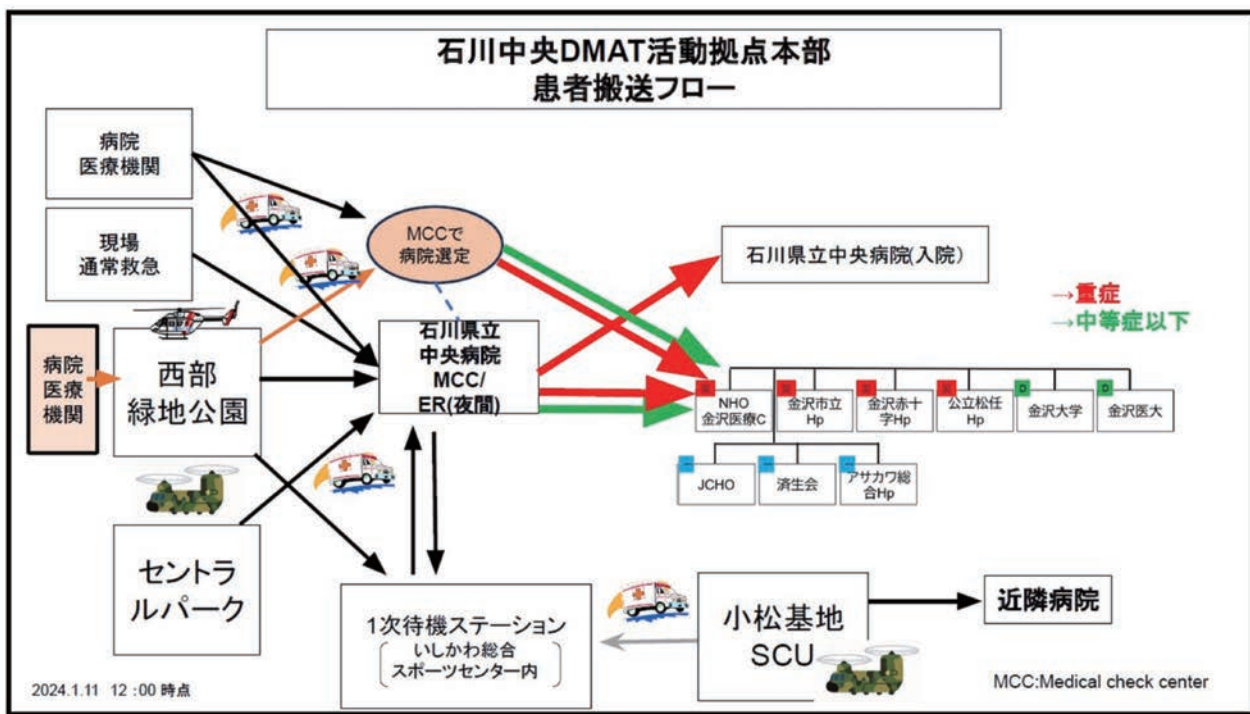 石川中央DMAT活動拠点本部
患者搬送フロー
病院
医療機関
現場
通常救急
MCCで
病院選定
石川県立中央病院(入院)
→重症
→中等症以下
病院
医療
機関
西部
緑地公園
石川県立
中央病院
MCC/
ER(夜間)
NHO
金沢医療C
金沢市立
Hp
金沢赤十
字Hp
公立松任
Hp
D
金沢大学
D
金沢医大
JCHO
済生会
アサカワ総
合Hp
セントラ
ルパーク
1次待機ステーション
いしかわ総合
スポーツセンター内
小松基地
SCU
近隣病院
2024.1.11 12:00 時点
MCC:Medical check center